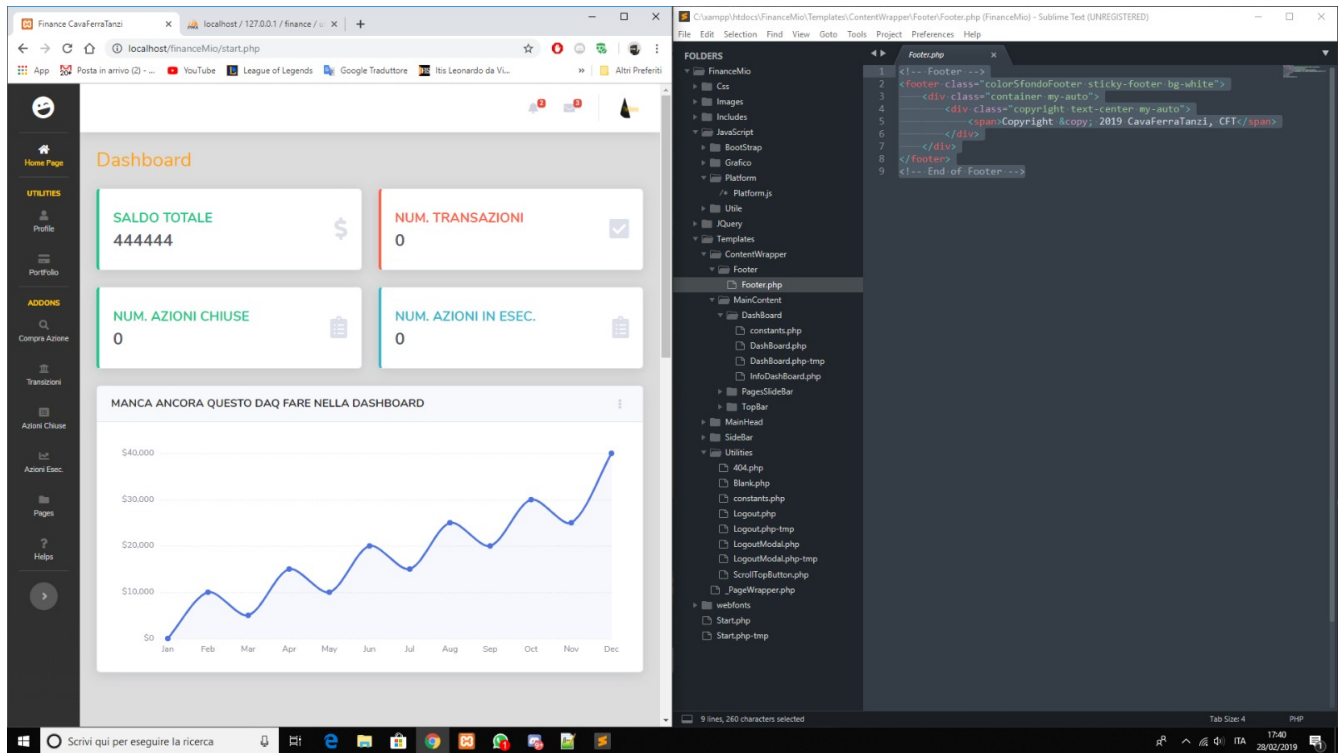 Finance CavaFerraTanzi
localhost / 127.0.0.1 / finance / u
localhost/financeMio/start.php
App
Posta in arrivo (2) - ...
YouTube
League of Legends
Google Traduttore
Itis Leonardo da Vi...
»
Altri Preferiti
Home Page
UTILITIES
Profile
Portfolio
ADDONS
Compra Azione
Transizioni
Azioni Chiuse
Azioni Esec.
Pages
Helps
Dashboard
SALDO TOTALE
444444
NUM. TRANSAZIONI
0
NUM. AZIONI CHIUSE
0
NUM. AZIONI IN ESEC.
0
MANCA ANCORA QUESTO DAQ FARE NELLA DASHBOARD
$40,000
$30,000
$20,000
$10,000
$0
Jan Feb Mar Apr May Jun Jul Aug Sep Oct Nov Dec
C:\xampp\htdocs\FinanceMio\Templates\ContentWrapper\Footer\Footer.php (FinanceMio) - Sublime Text (UNREGISTERED)
File Edit Selection Find View Goto Tools Project Preferences Help
FOLDERS
FinanceMio
Css
Images
Includes
JavaScript
BootStrap
Grafico
Platform
/* Platform.js
Utile
JQuery
Templates
ContentWrapper
Footer
Footer.php
MainContent
DashBoard
constants.php
DashBoard.php
DashBoard.php-tmp
InfoDashBoard.php
PagesSlideBar
TopBar
MainHead
SideBar
Utilities
404.php
Blank.php
constants.php
Logout.php
Logout.php-tmp
LogoutModal.php
LogoutModal.php-tmp
ScrollTopButton.php
_PageWrapper.php
webfonts
Start.php
Start.php-tmp
Footer.php
1 <!-- Footer -->
2 <footer class="colorSfondoFooter sticky-footer bg-white">
3 <div class="container my-auto">
4 <div class="copyright text-center my-auto">
5 <span>Copyright &copy; 2019 CavaFerraTanzi, CFT</span>
6 </div>
7 </div>
8 </footer>
9 <!-- End of Footer -->
9 lines, 260 characters selected
Tab Size: 4
PHP
Scrivi qui per eseguire la ricerca
ITA
17:40
28/02/2019